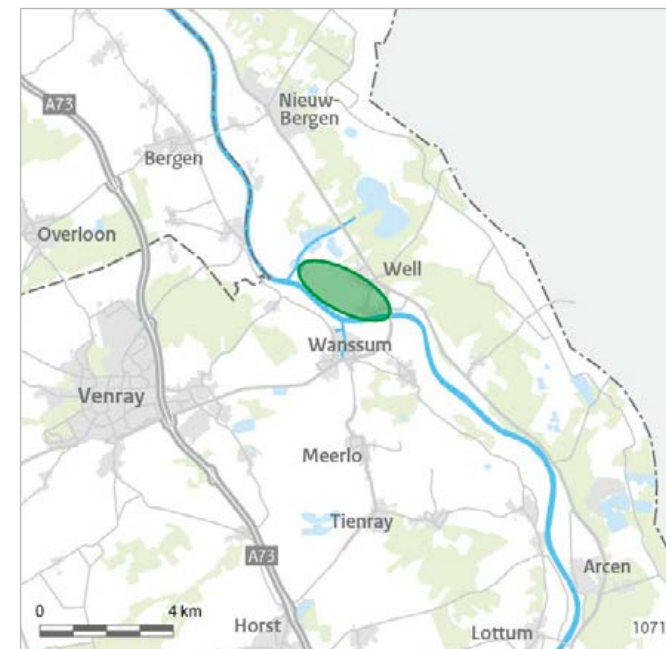 A73
Nieuw-
Bergen
Bergen
Overloon
Well
Wanssum
Venray
Meerlo
Tienray
A73
Arcen
0 4 km
Horst
Lottum
1071